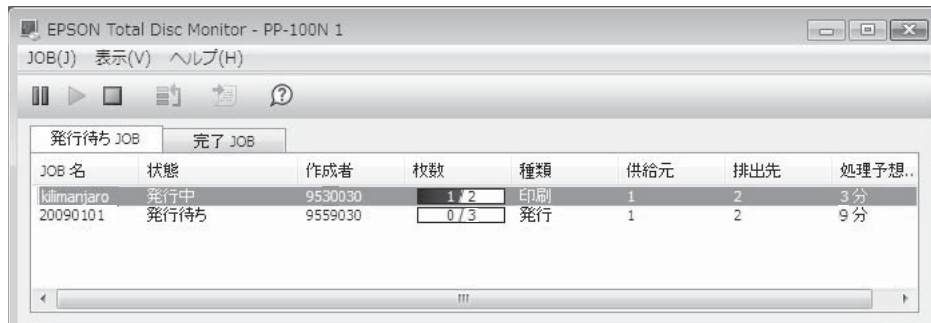 EPSON Total Disc Monitor - PP-100N 1
JOB(J) 表示(V) ヘルプ(H)
発行待ち JOB 完了 JOB
JOB 名 状態 作成者 枚数 種類 供給元 排出先 処理予想..
kilimanjaro 発行中 9530030 1 / 2 印刷 1 2 3 分
20090101 発行待ち 9559030 0 / 3 発行 1 2 9 分